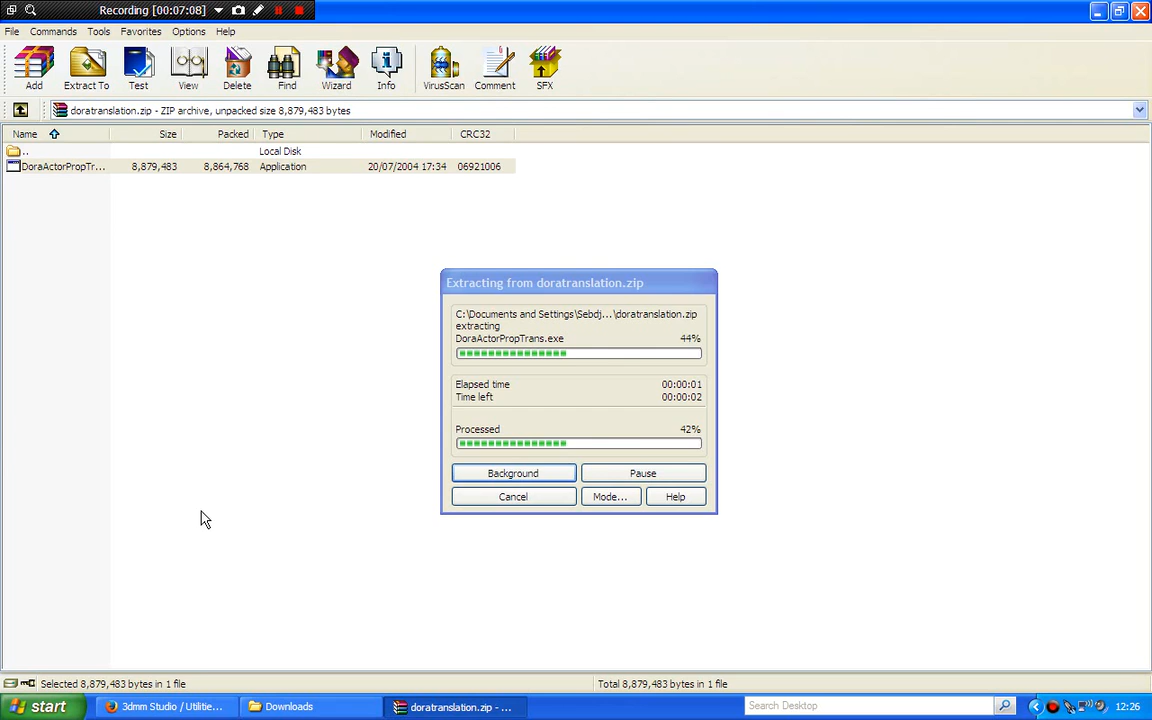 Recording [00:07:08]
File Commands Tools Favorites Options Help
Add Extract To Test View Delete Find Wizard Info VirusScan Comment SFX
doratranslation.zip - ZIP archive, unpacked size 8,879,483 bytes
Name Size Packed Type Modified CRC32
.. Local Disk
DoraActorPropTr... 8,879,483 8,864,768 Application 20/07/2004 17:34 06921006
Extracting from doratranslation.zip
C:\Documents and Settings\Sebdj...\doratranslation.zip
extracting
DoraActorPropTrans.exe 44%
Elapsed time 00:00:01
Time left 00:00:02
Processed 42%
Background Pause
Cancel Mode... Help
Selected 8,879,483 bytes in 1 file Total 8,879,483 bytes in 1 file
start 3dmm Studio / Utilitie... Downloads doratranslation.zip - ... Search Desktop 12:26